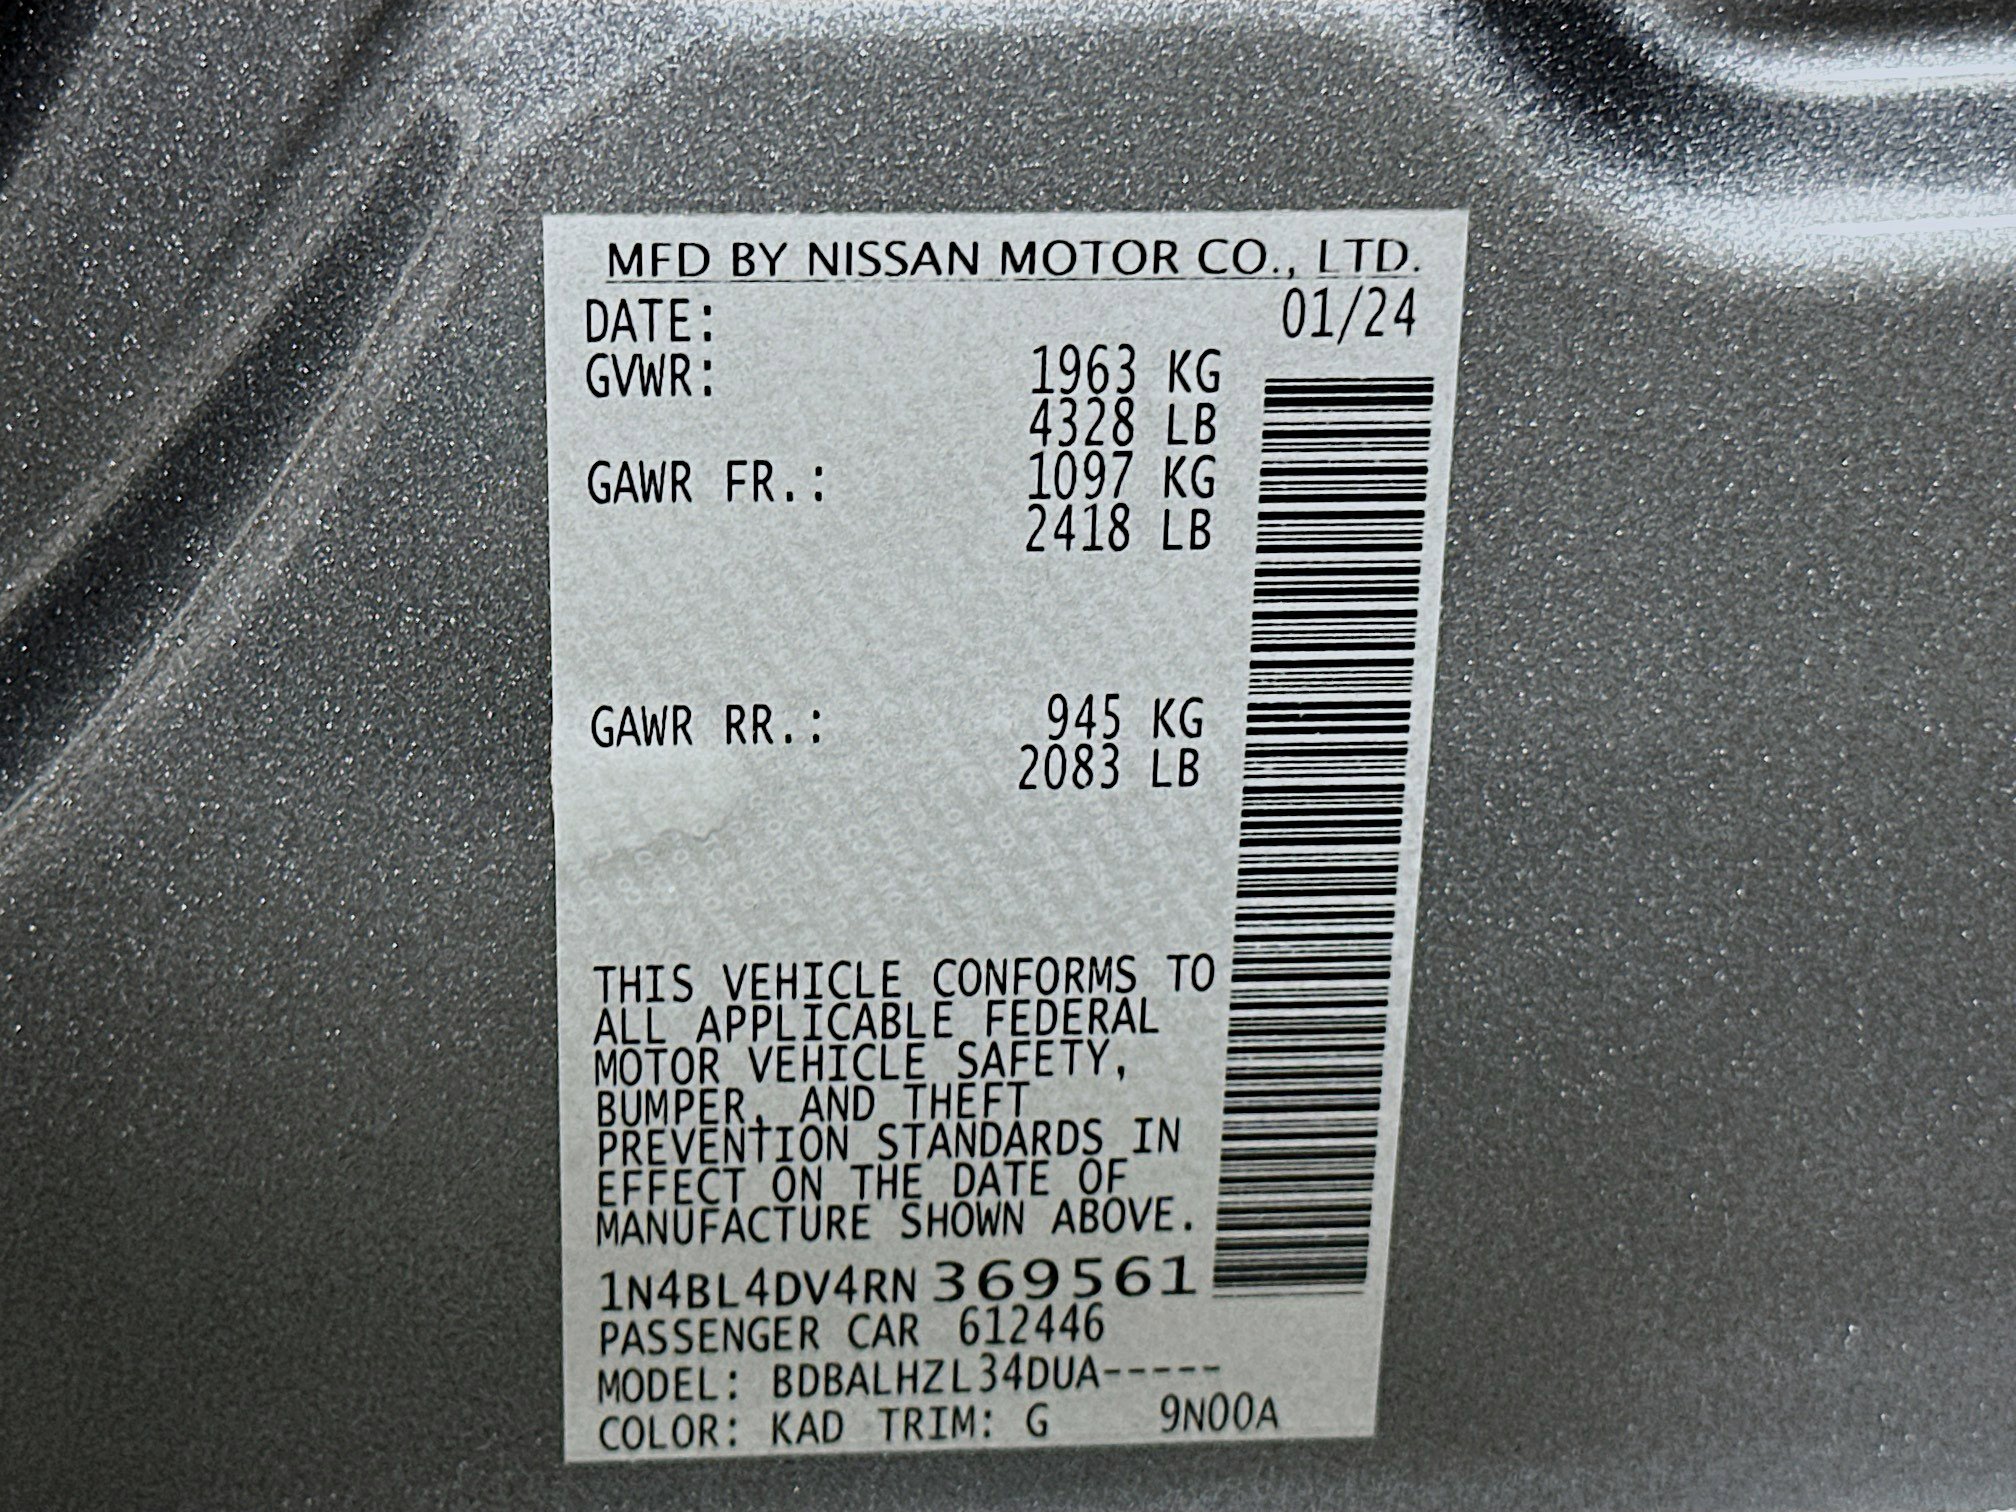 MFD BY NISSAN MOTOR CO., LTD.
DATE: 01/24
GVWR: 1963 KG
4328 LB
GAWR FR.: 1097 KG
2418 LB
GAWR RR.: 945 KG
2083 LB
THIS VEHICLE CONFORMS TO
ALL APPLICABLE FEDERAL
MOTOR VEHICLE SAFETY,
BUMPER, AND THEFT
PREVENTION STANDARDS IN
EFFECT ON THE DATE OF
MANUFACTURE SHOWN ABOVE.
1N4BL4DV4RN 369561
PASSENGER CAR 612446
MODEL: BDBALHZL34DUA-----
COLOR: KAD TRIM: G 9N00A